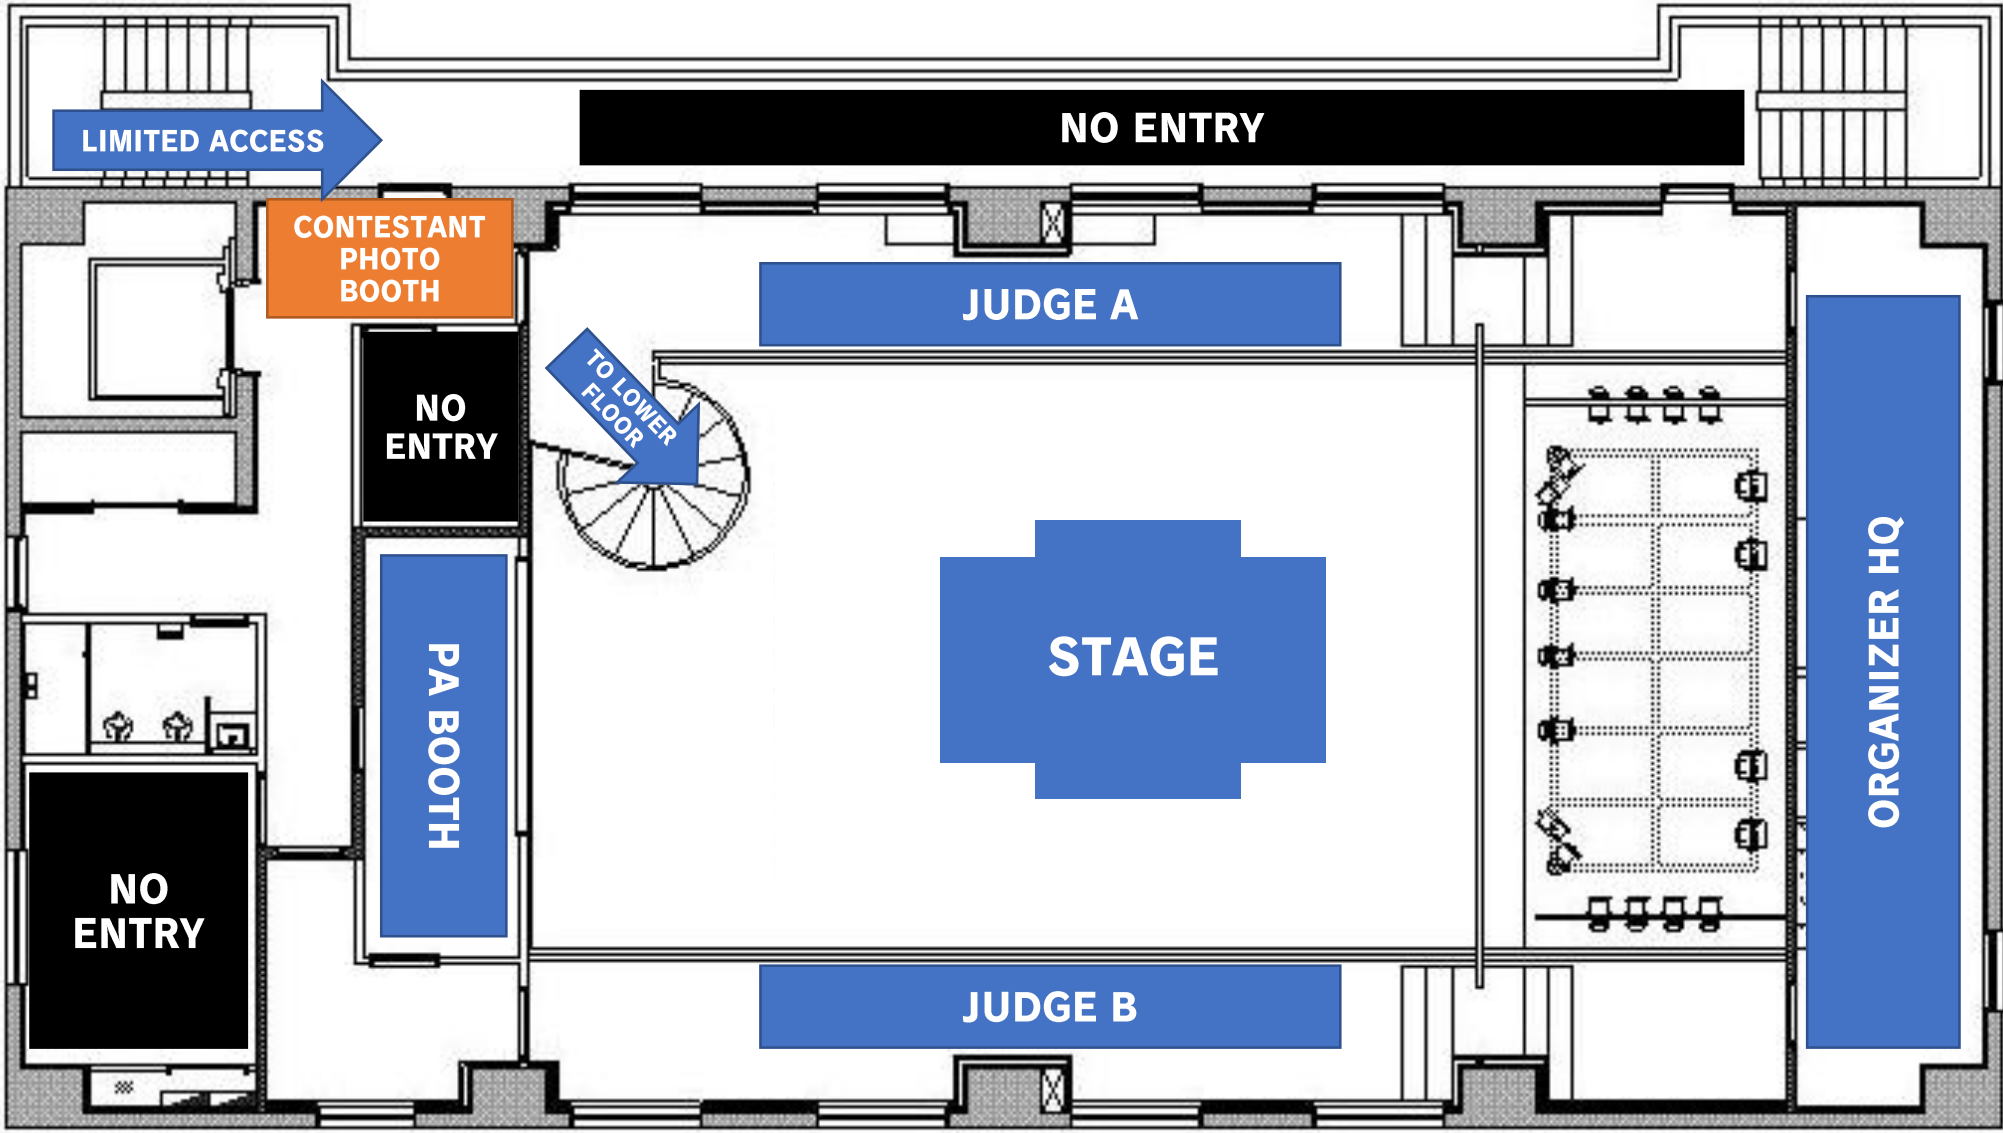 LIMITED ACCESS
NO ENTRY
CONTESTANT
PHOTO
BOOTH
JUDGE A
TO LOWER
FLOOR
NO
ENTRY
STAGE
PA BOOTH
ORGANIZER HQ
NO
ENTRY
JUDGE B